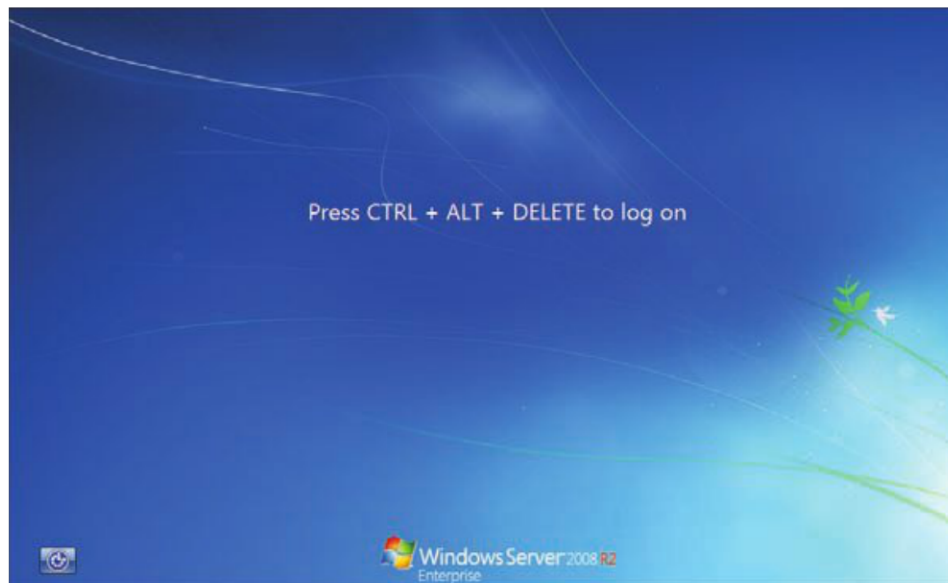 Press CTRL + ALT + DELETE to log on
Windows Server 2008 R2
Enterprise